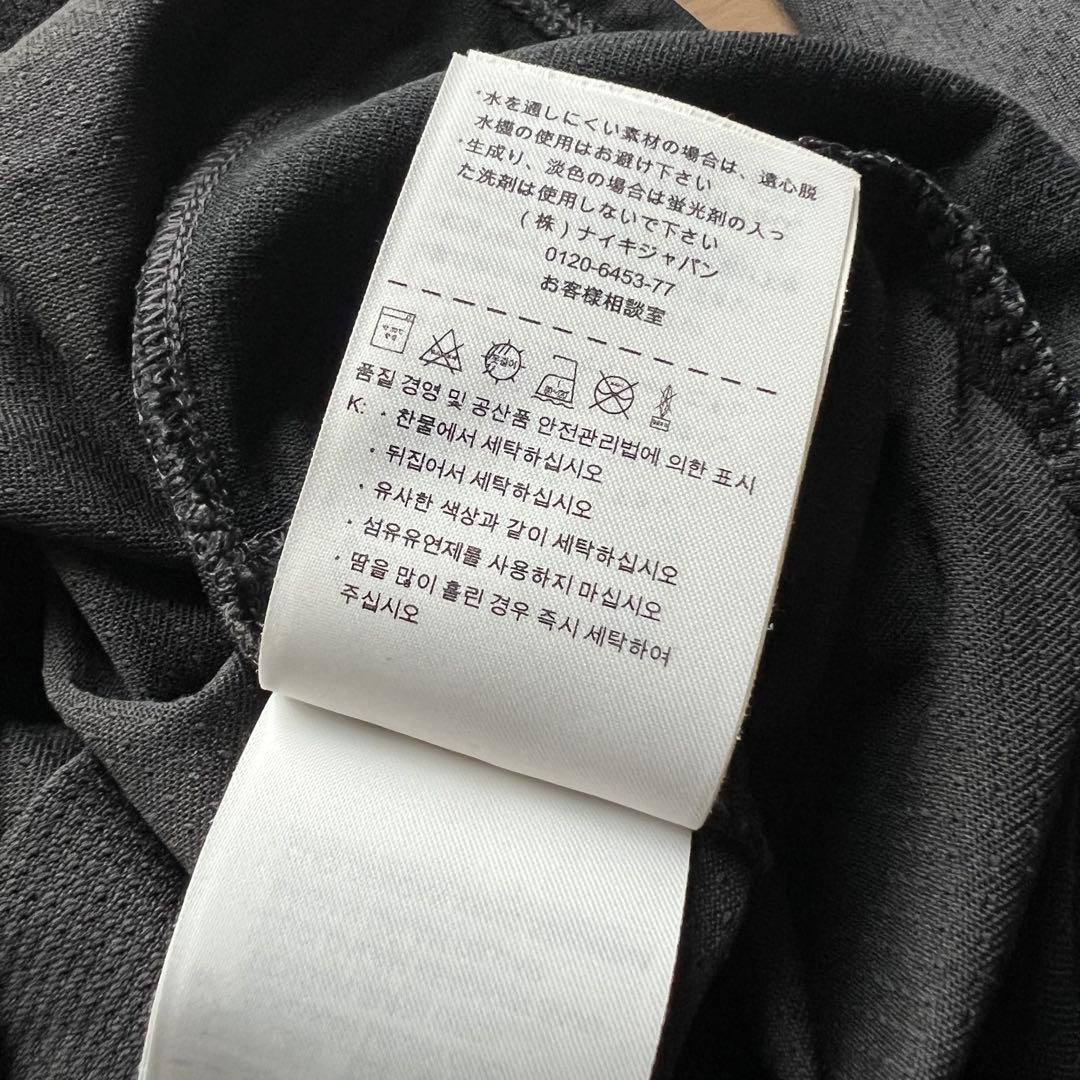 ・水を通しにくい素材の場合は、遠心脱
水機の使用はお避け下さい
・生成り、淡色の場合は蛍光剤の入っ
た洗剤は使用しないで下さい
(株)ナイキジャパン
0120-6453-77
お客様相談室
옷걸이
품질 경영 및 공산품 안전관리법에 의한 표시
K: · 찬물에서 세탁하십시오
· 뒤집어서 세탁하십시오
· 유사한 색상과 같이 세탁하십시오
· 섬유유연제를 사용하지 마십시오
· 땀을 많이 흘린 경우 즉시 세탁하여
주십시오